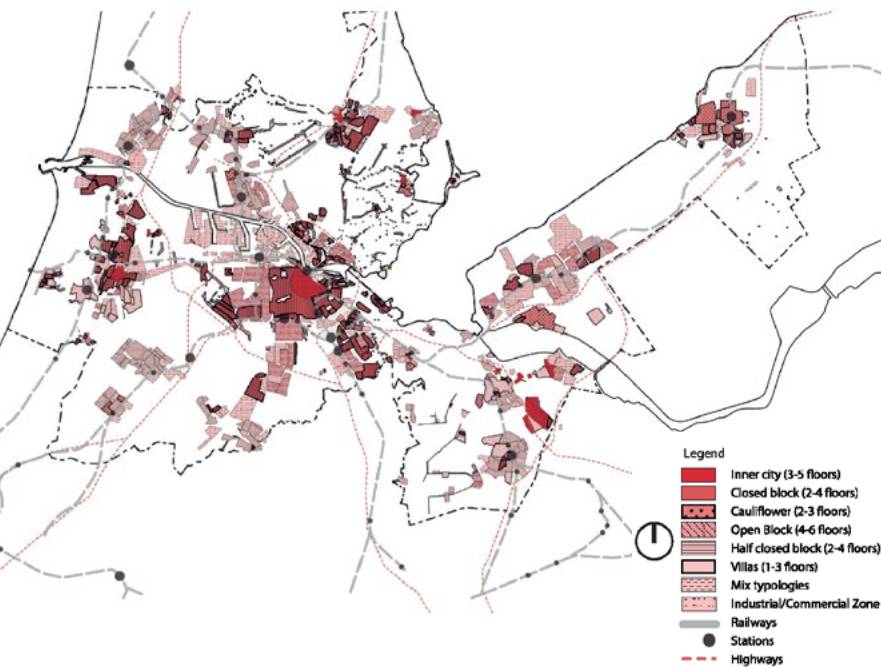 Legend
Inner city (3-5 floors)
Closed block (2-4 floors)
Cauliflower (2-3 floors)
Open Block (4-6 floors)
Half closed block (2-4 floors)
Villas (1-3 floors)
Mix typologies
Industrial/Commercial Zone
Railways
Stations
Highways